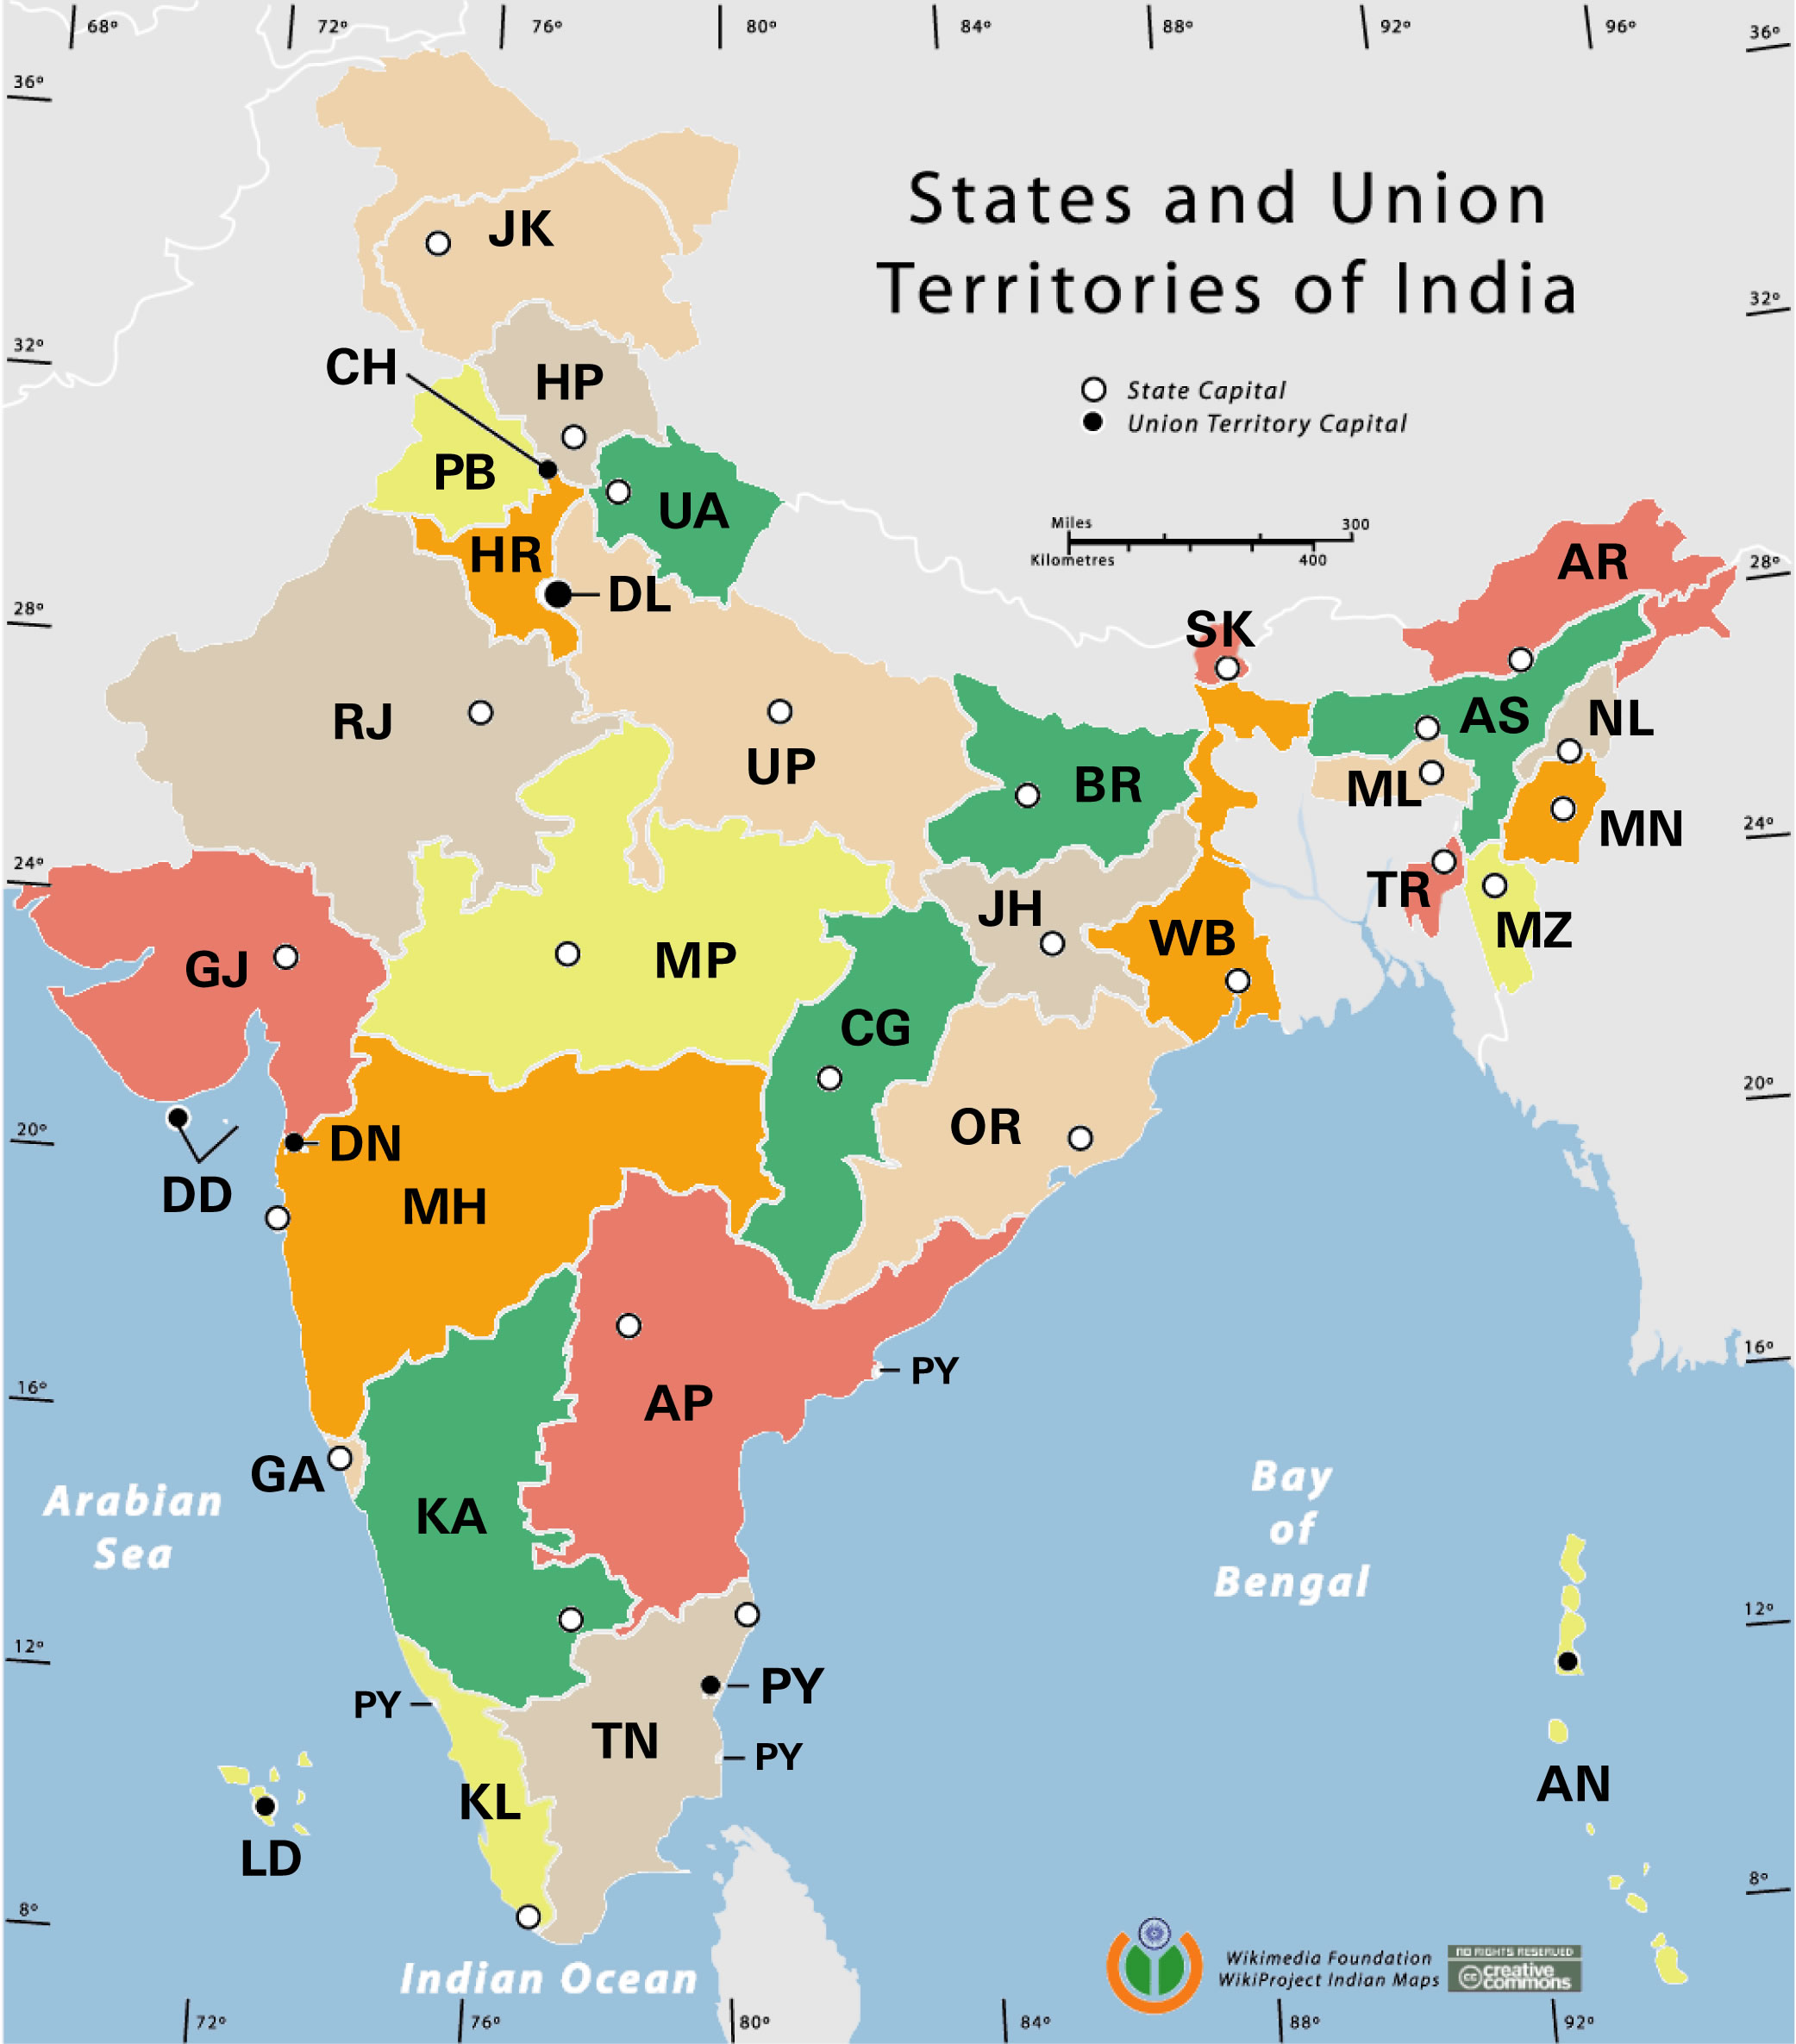 68°
72°
76°
80°
84°
88°
92°
96°
36°
36°
States and Union
Territories of India
JK
32°
32°
CH
HP
State Capital
Union Territory Capital
PB
UA
Miles
300
Kilometres
400
HR
AR
28°
DL
28°
SK
RJ
AS
NL
UP
BR
ML
MN
24°
24°
JH
TR
WB
MZ
GJ
MP
CG
20°
OR
20°
DN
DD
MH
16°
PY
16°
AP
GA
Arabian
Sea
KA
Bay
of
Bengal
12°
12°
PY
PY
TN
PY
KL
AN
LD
8°
8°
Indian Ocean
Wikimedia Foundation
WikiProject Indian Maps
NO RIGHTS RESERVED
cc creative
commons
72°
76°
80°
84°
88°
92°